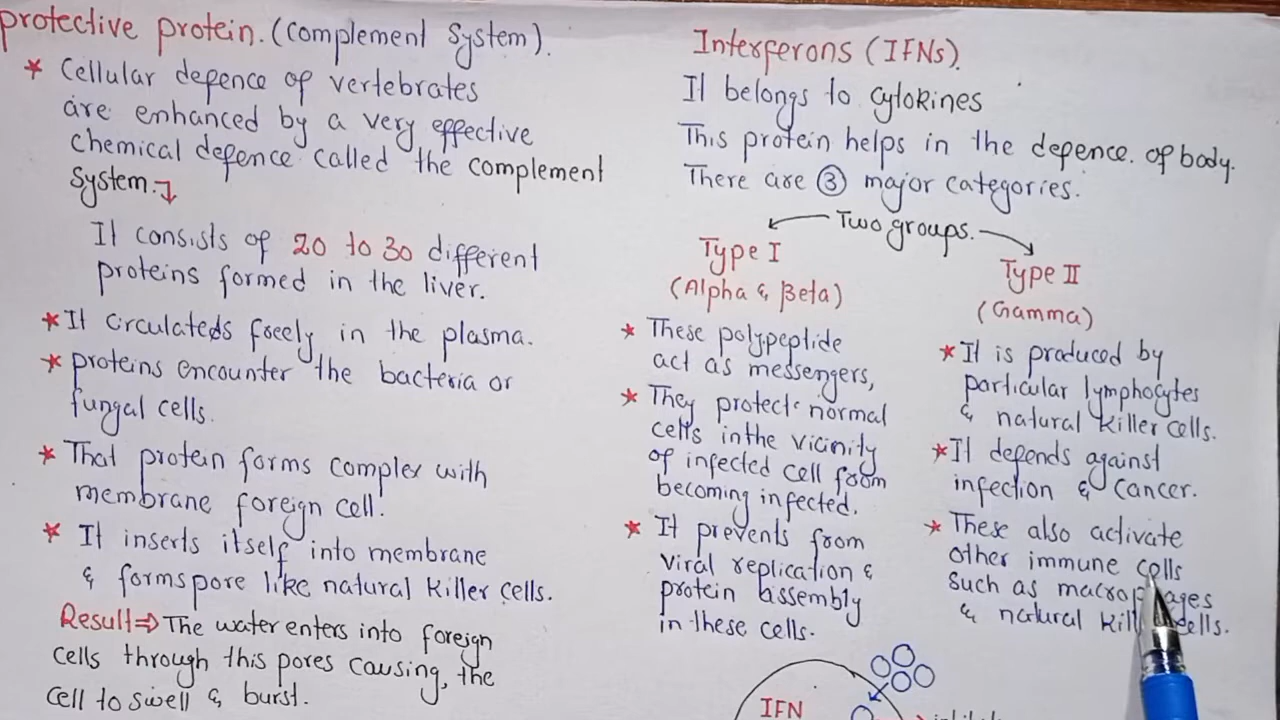 protective protein. (Complement System).
* Cellular depence of vertebrates
are enhanced by a very effective
chemical depence called the complement
System.
It consists of 20 to 30 different
proteins formed in the liver.
* It circulateds freely in the plasma.
* proteins encounter the bacteria or
fungal cells.
* That protein forms complex with
membrane foreign cell.
* It inserts itself into membrane
& forms pore like natural killer cells.
Result⇒ The water enters into foreign
cells through this pores causing, the
cell to swell & burst.
Interferons (IFNs).
It belongs to Cytokines
This protein helps in the depence. of body.
There are ③ major categories.
Two groups.
Type I
(Alpha & Beta)
* These polypeptide
act as messengers,
* They protect normal
cells in the vicinity
of infected cell from
becoming infected.
* It prevents from
viral replication &
protein assembly
in these cells.
Type II
(Gamma)
* It is produced by
particular lymphocytes
& natural killer cells.
* It depends against
infection & cancer.
* These also activate
other immune cells
Such as macrophages
& natural killer cells.
IFN